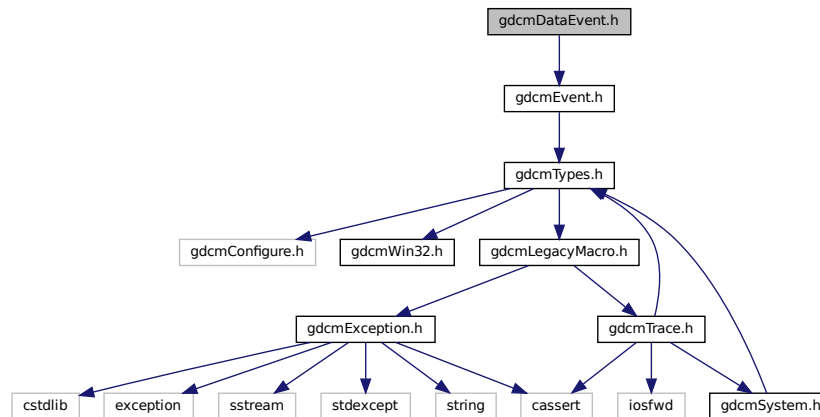 gdcmDataEvent.h
gdcmEvent.h
gdcmTypes.h
gdcmConfigure.h
gdcmWin32.h
gdcmLegacyMacro.h
gdcmException.h
gdcmTrace.h
cstdlib
exception
sstream
stdexcept
string
cassert
iosfwd
gdcmSystem.h